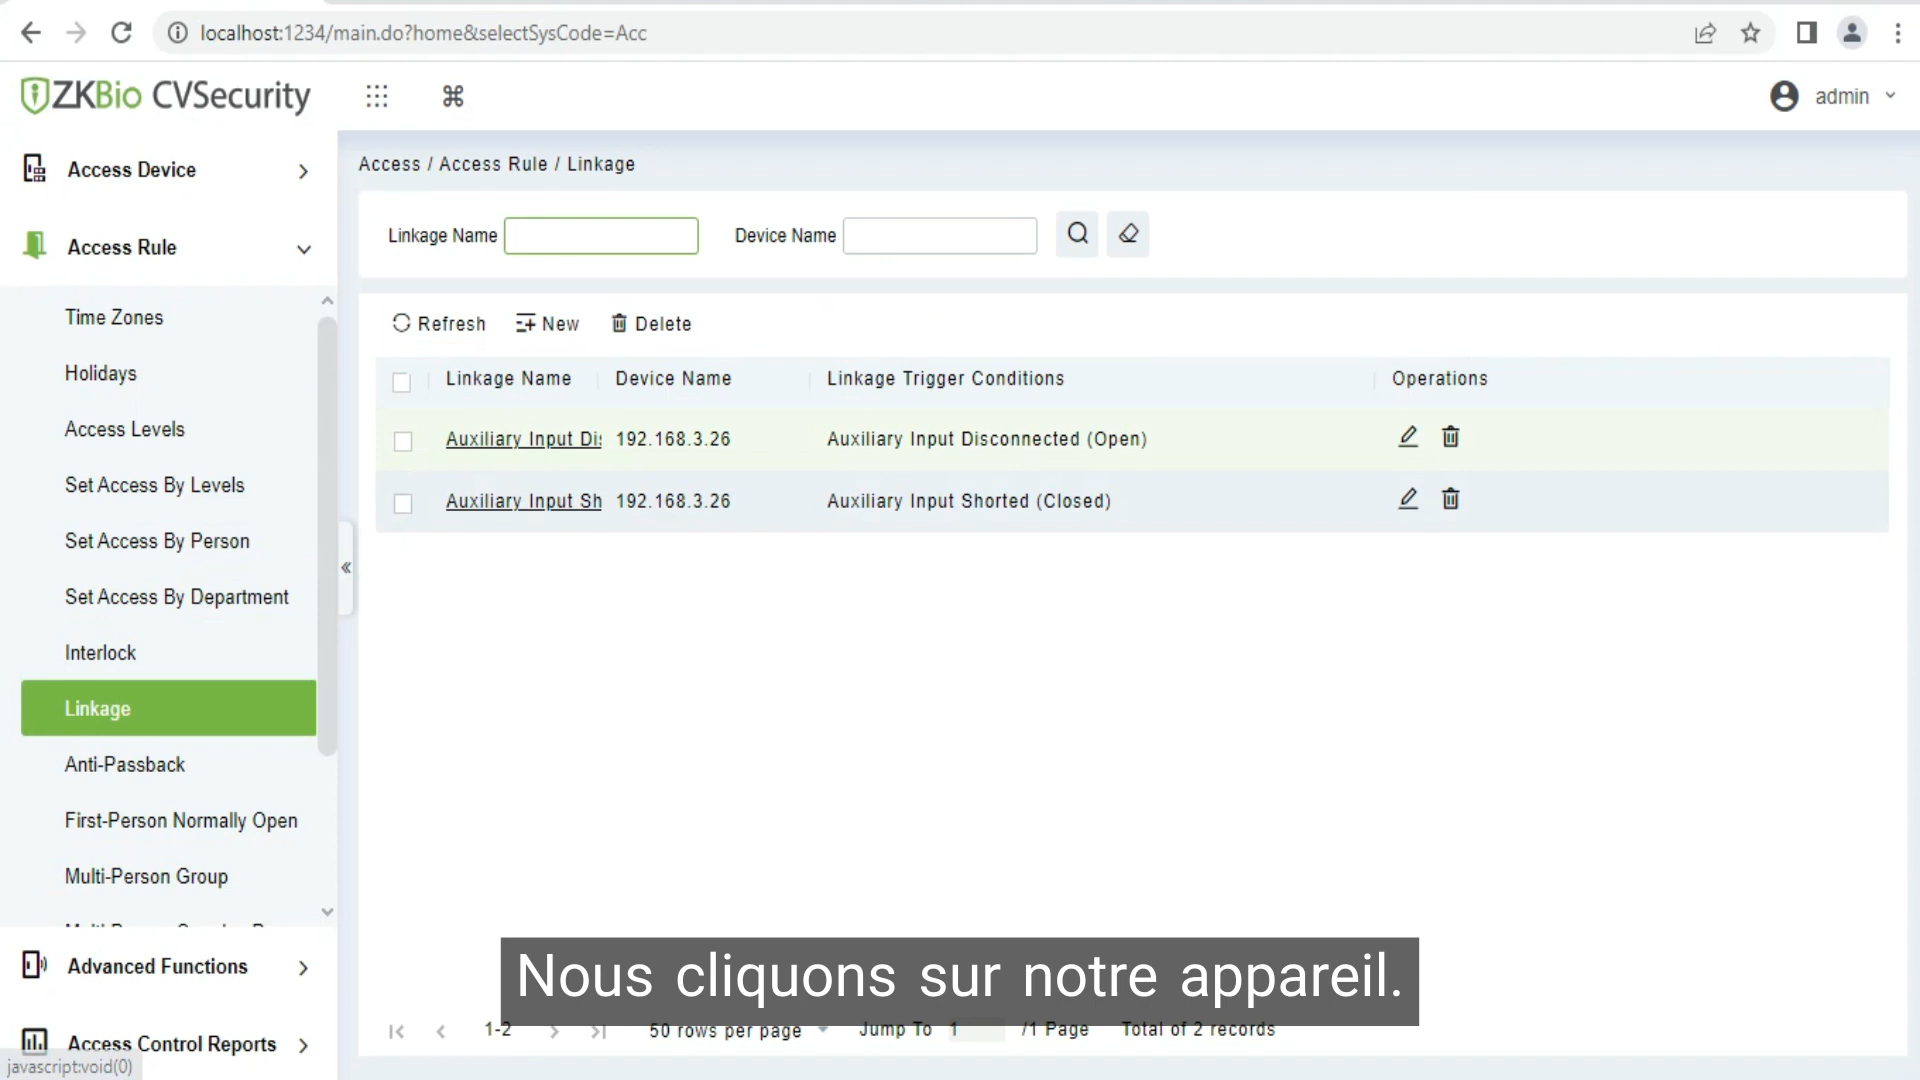 localhost:1234/main.do?home&selectSysCode=Acc
ZKBio CVSecurity
admin
Access Device
Access Rule
Time Zones
Holidays
Access Levels
Set Access By Levels
Set Access By Person
Set Access By Department
Interlock
Linkage
Anti-Passback
First-Person Normally Open
Multi-Person Group
Advanced Functions
Access Control Reports
javascript:void(0)
Access / Access Rule / Linkage
Linkage Name Device Name
Refresh New Delete
Linkage Name Device Name Linkage Trigger Conditions Operations
Auxiliary Input Di 192.168.3.26 Auxiliary Input Disconnected (Open)
Auxiliary Input Sh 192.168.3.26 Auxiliary Input Shorted (Closed)
Nous cliquons sur notre appareil.
1-2 50 rows per page Jump To 1 /1 Page Total of 2 records